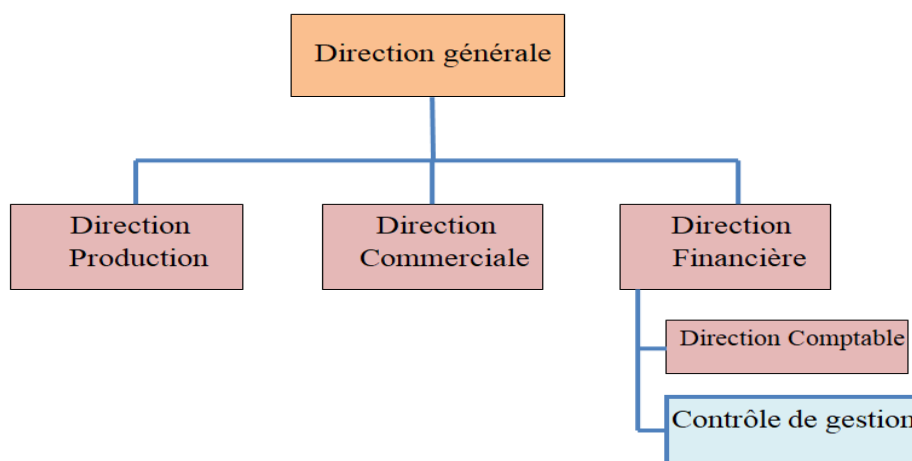 Direction générale
Direction
Production
Direction
Commerciale
Direction
Financière
Direction Comptable
Contrôle de gestion